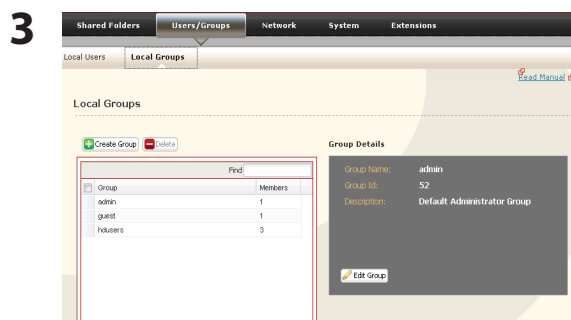 3
Shared Folders Users/Groups Network System Extensions
Local Users Local Groups
Read Manual
Local Groups
Create Group Delete
Find
Group Members
admin 1
guest 1
hdusers 3
Group Details
Group Name: admin
Group Id: 52
Description: Default Administrator Group
Edit Group